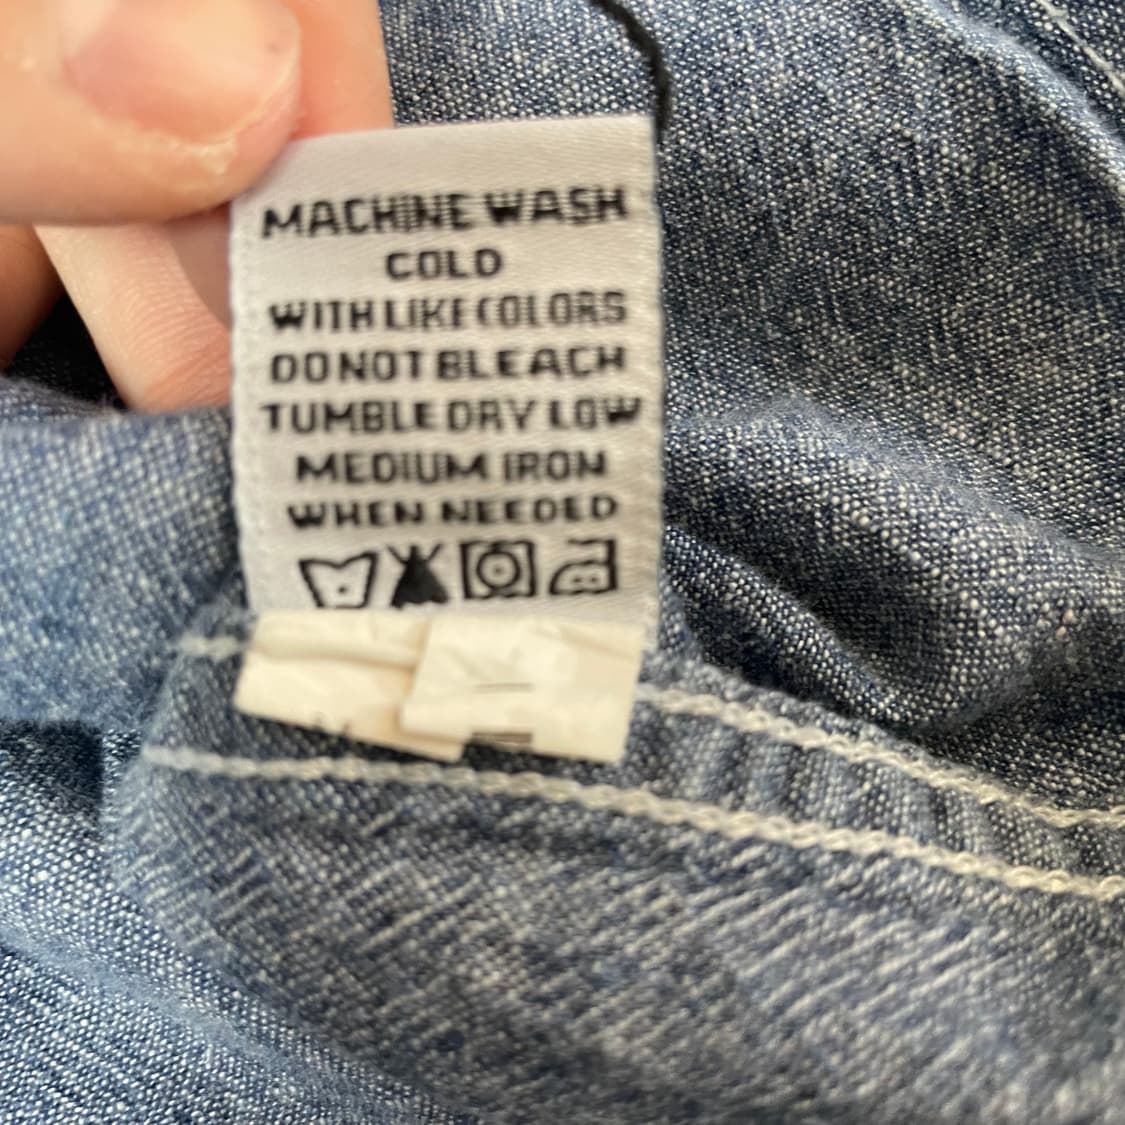 MACHINE WASH
COLD
WITH LIKE COLORS
DO NOT BLEACH
TUMBLE DRY LOW
MEDIUM IRON
WHEN NEEDED